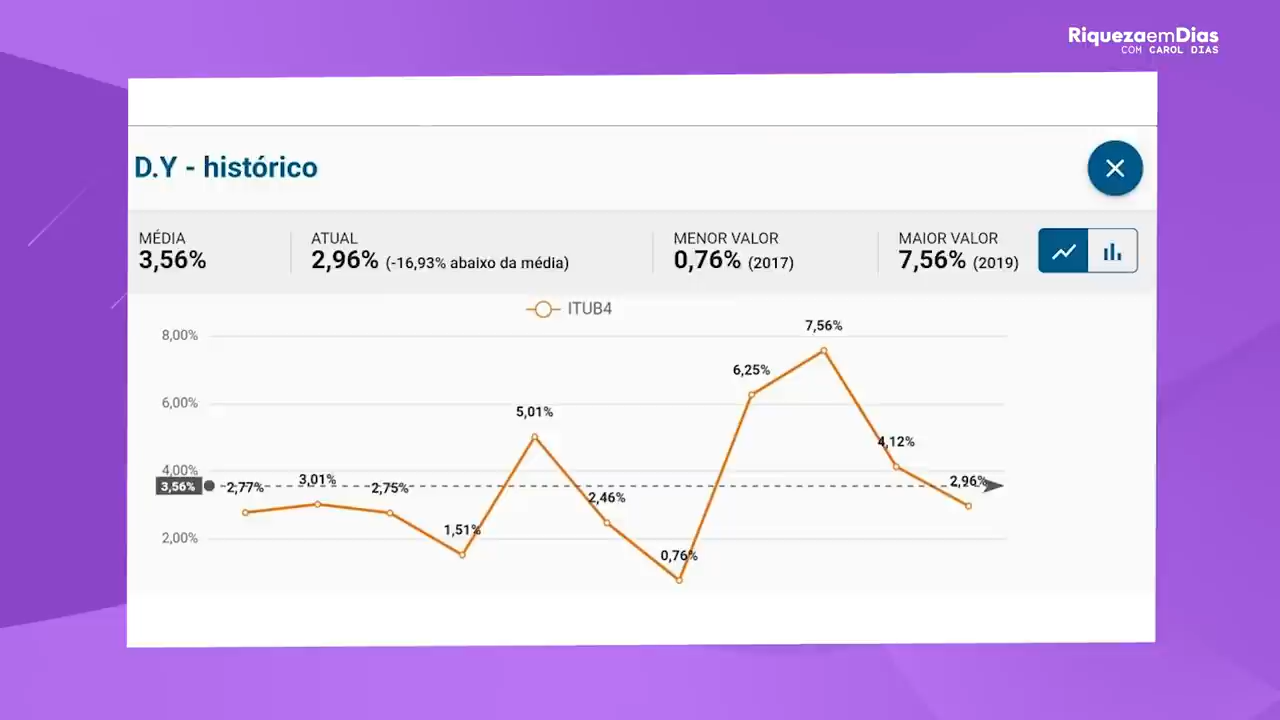 RiquezaemDias
COM CAROL DIAS
D.Y - histórico
MÉDIA
3,56%
ATUAL
2,96% (-16,93% abaixo da média)
MENOR VALOR
0,76% (2017)
MAIOR VALOR
7,56% (2019)
ITUB4
8,00%
6,00%
4,00%
3,56%
2,00%
2,77%
3,01%
2,75%
1,51%
5,01%
2,46%
0,76%
6,25%
7,56%
4,12%
2,96%